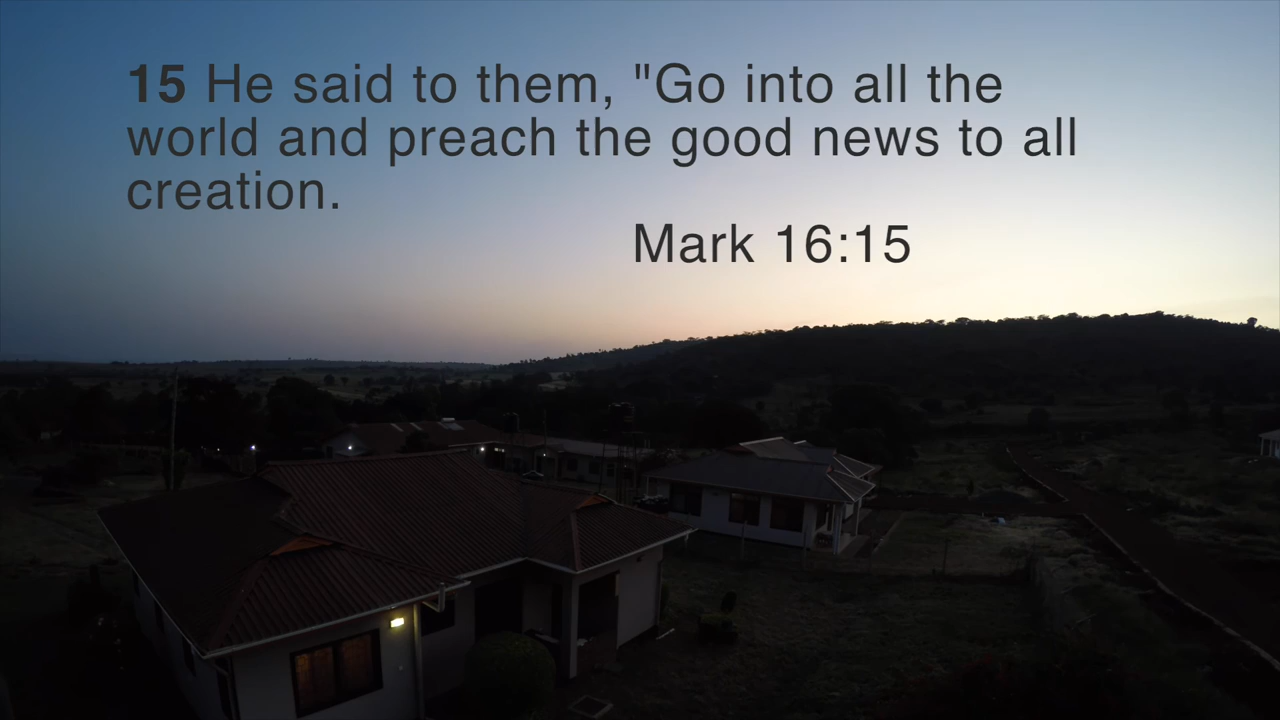 15 He said to them, "Go into all the
world and preach the good news to all
creation.
Mark 16:15